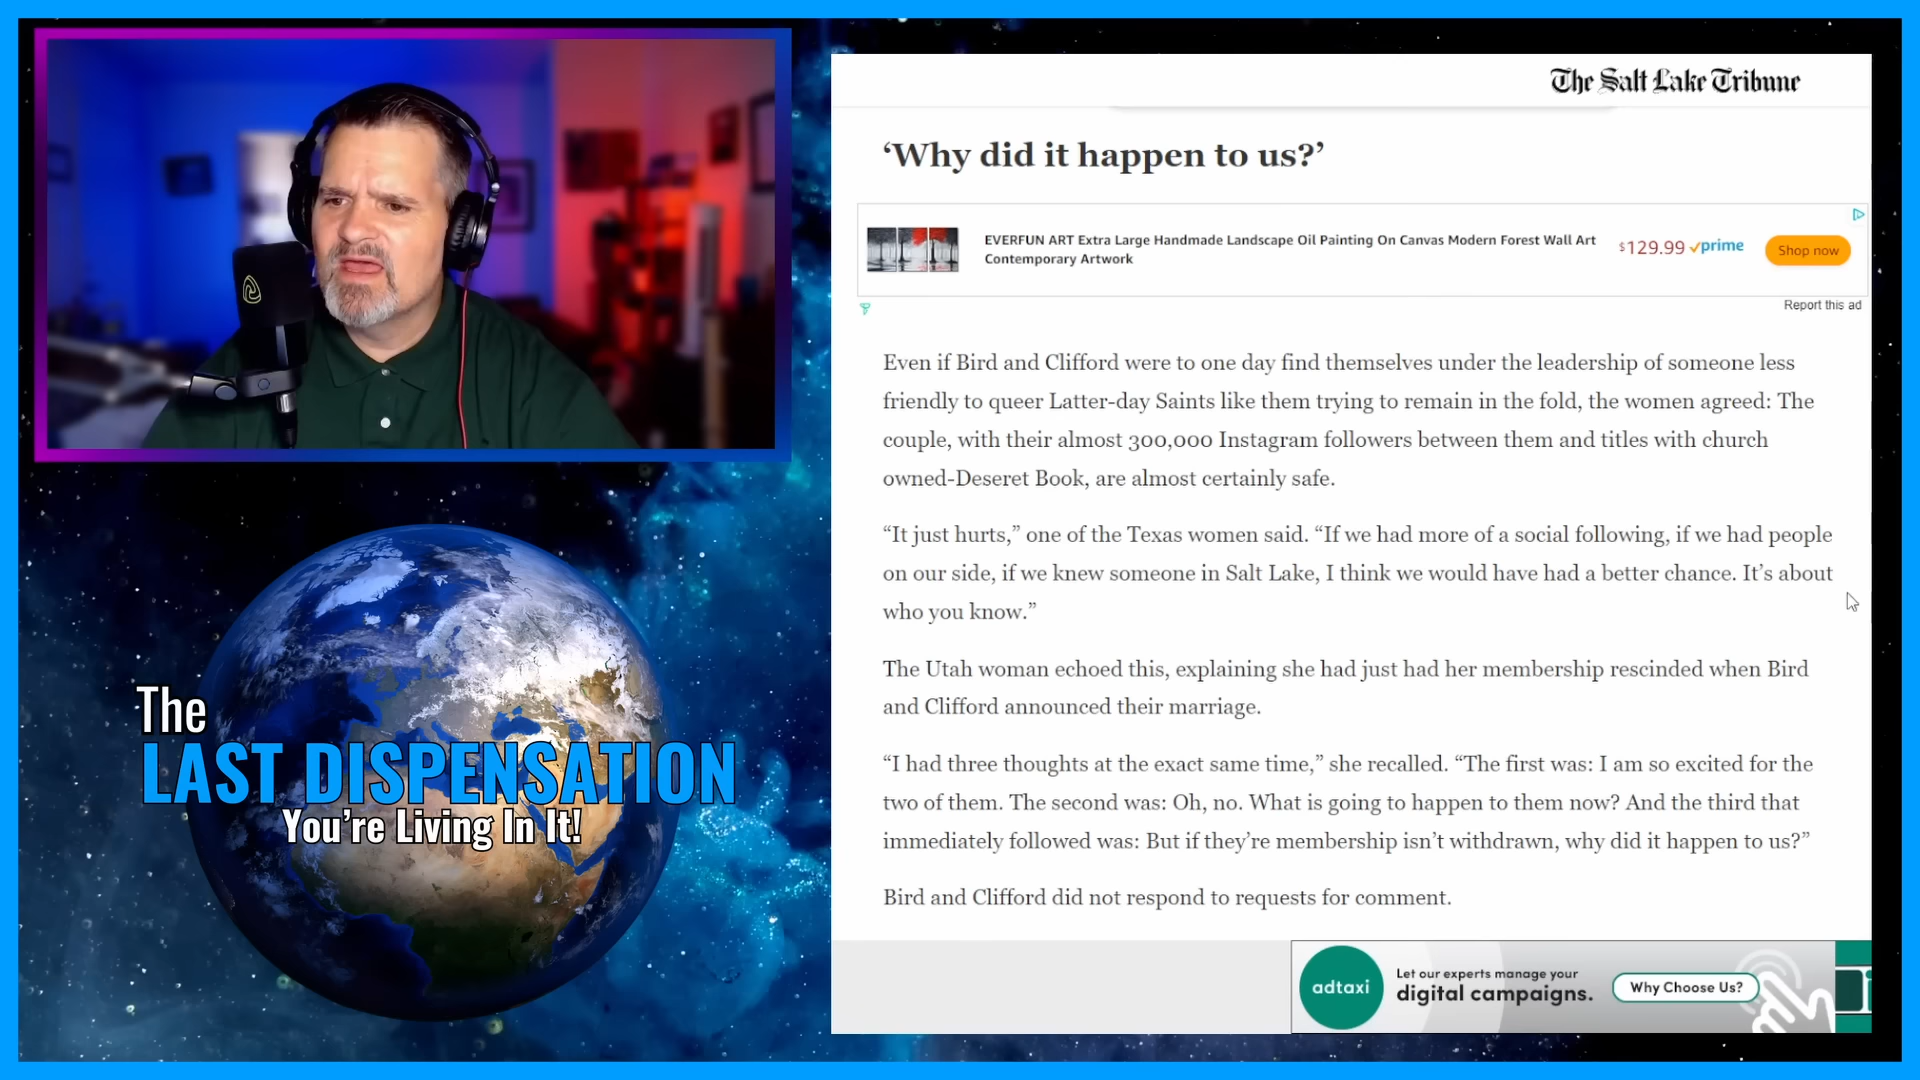 The Salt Lake Tribune
‘Why did it happen to us?’
EVERFUN ART Extra Large Handmade Landscape Oil Painting On Canvas Modern Forest Wall Art
Contemporary Artwork
$129.99 prime
Shop now
Report this ad
Even if Bird and Clifford were to one day find themselves under the leadership of someone less
friendly to queer Latter-day Saints like them trying to remain in the fold, the women agreed: The
couple, with their almost 300,000 Instagram followers between them and titles with church
owned-Deseret Book, are almost certainly safe.
“It just hurts,” one of the Texas women said. “If we had more of a social following, if we had people
on our side, if we knew someone in Salt Lake, I think we would have had a better chance. It’s about
who you know.”
The Utah woman echoed this, explaining she had just had her membership rescinded when Bird
and Clifford announced their marriage.
“I had three thoughts at the exact same time,” she recalled. “The first was: I am so excited for the
two of them. The second was: Oh, no. What is going to happen to them now? And the third that
immediately followed was: But if they’re membership isn’t withdrawn, why did it happen to us?”
Bird and Clifford did not respond to requests for comment.
adtaxi
Let our experts manage your
digital campaigns.
Why Choose Us?
The
LAST DISPENSATION
You’re Living In It!